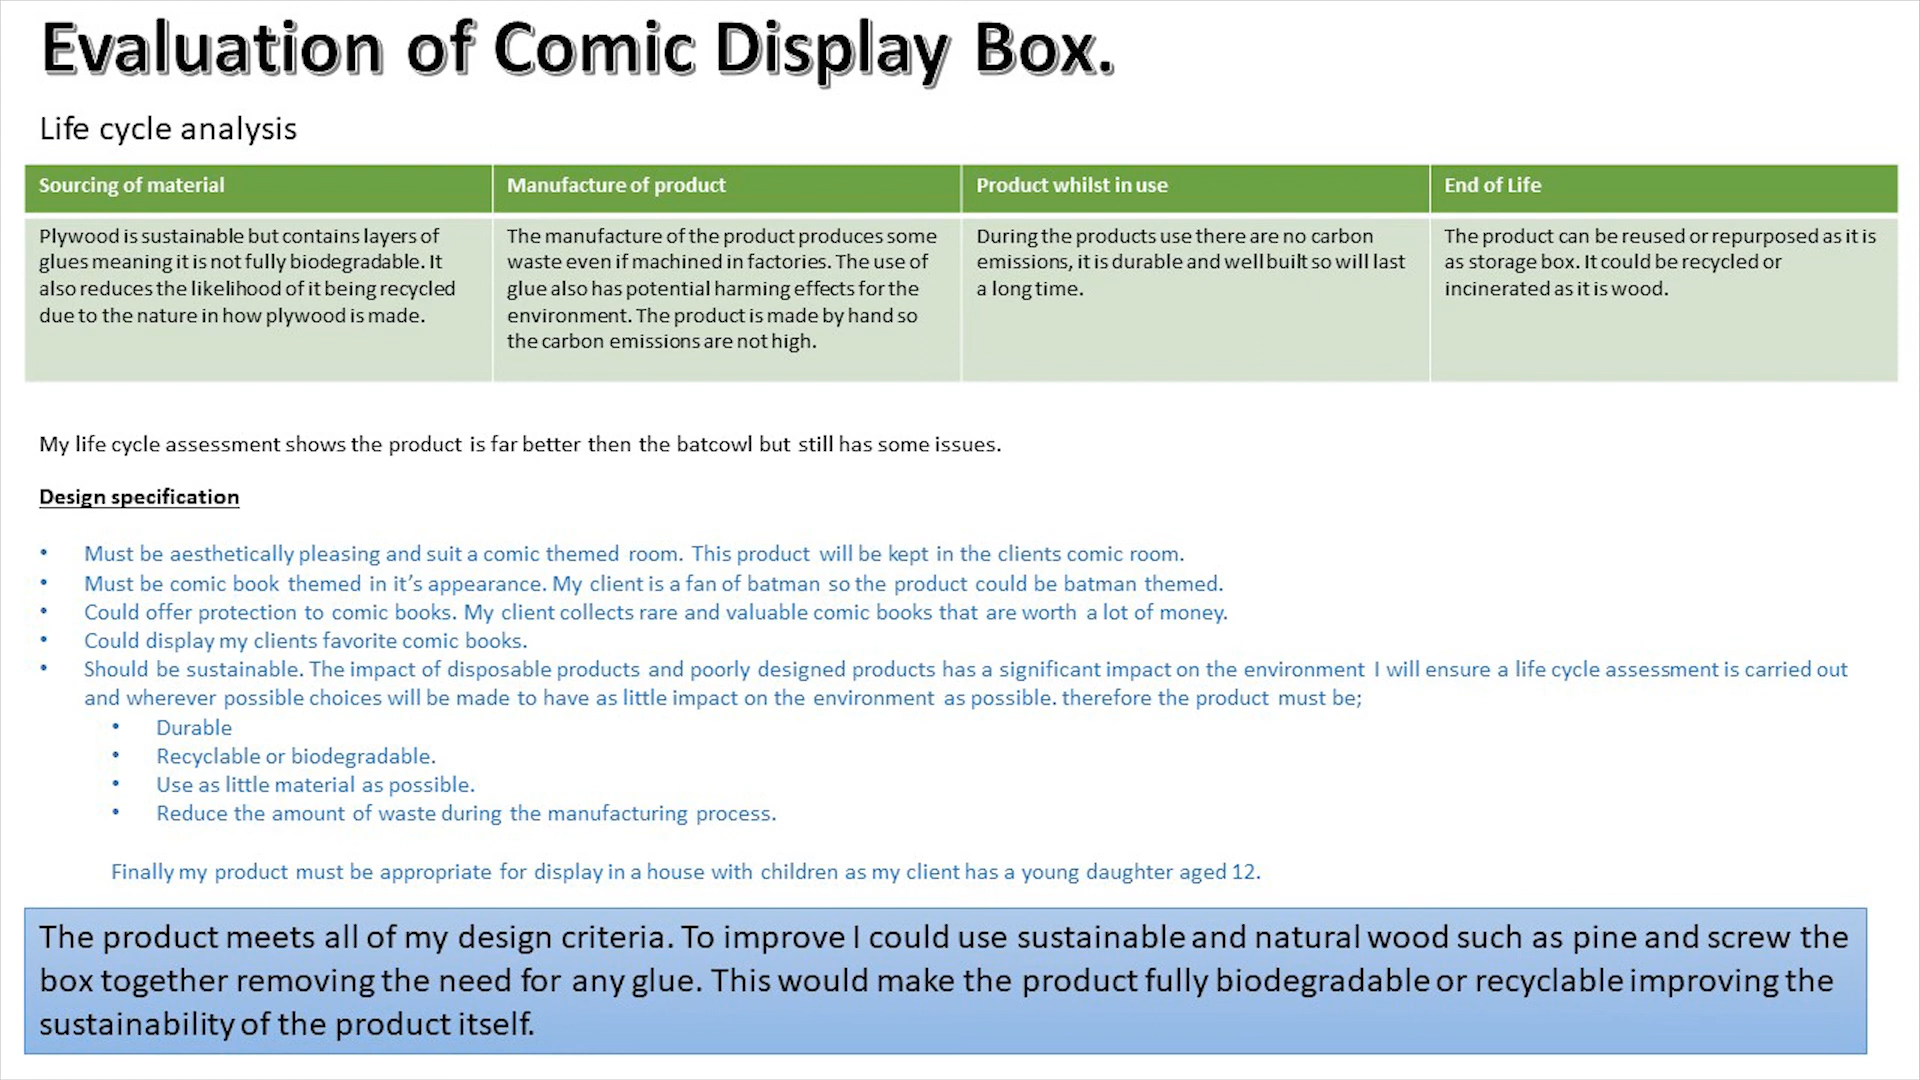 Evaluation of Comic Display Box.
Life cycle analysis
Sourcing of material
Manufacture of product
Product whilst in use
End of Life
Plywood is sustainable but contains layers of
glues meaning it is not fully biodegradable. It
also reduces the likelihood of it being recycled
due to the nature in how plywood is made.
The manufacture of the product produces some
waste even if machined in factories. The use of
glue also has potential harming effects for the
environment. The product is made by hand so
the carbon emissions are not high.
During the products use there are no carbon
emissions, it is durable and well built so will last
a long time.
The product can be reused or repurposed as it is
as storage box. It could be recycled or
incinerated as it is wood.
My life cycle assessment shows the product is far better then the batcowl but still has some issues.
Design specification
• Must be aesthetically pleasing and suit a comic themed room. This product will be kept in the clients comic room.
• Must be comic book themed in it’s appearance. My client is a fan of batman so the product could be batman themed.
• Could offer protection to comic books. My client collects rare and valuable comic books that are worth a lot of money.
• Could display my clients favorite comic books.
• Should be sustainable. The impact of disposable products and poorly designed products has a significant impact on the environment I will ensure a life cycle assessment is carried out
and wherever possible choices will be made to have as little impact on the environment as possible. therefore the product must be;
• Durable
• Recyclable or biodegradable.
• Use as little material as possible.
• Reduce the amount of waste during the manufacturing process.
Finally my product must be appropriate for display in a house with children as my client has a young daughter aged 12.
The product meets all of my design criteria. To improve I could use sustainable and natural wood such as pine and screw the
box together removing the need for any glue. This would make the product fully biodegradable or recyclable improving the
sustainability of the product itself.